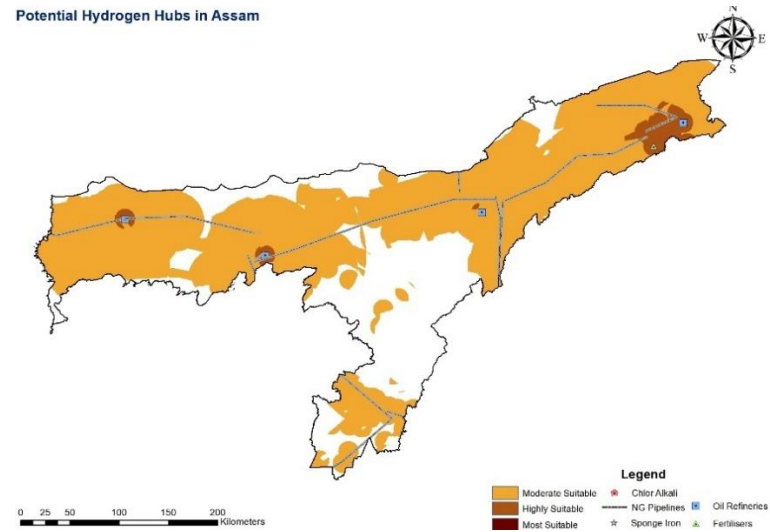 Potential Hydrogen Hubs in Assam
N
W E
S
Legend
Moderate Suitable
Highly Suitable
Most Suitable
Chlor Alkali
NG Pipelines
Sponge Iron
Oil Refineries
Fertilisers
0 25 50 100 150 200
Kilometers